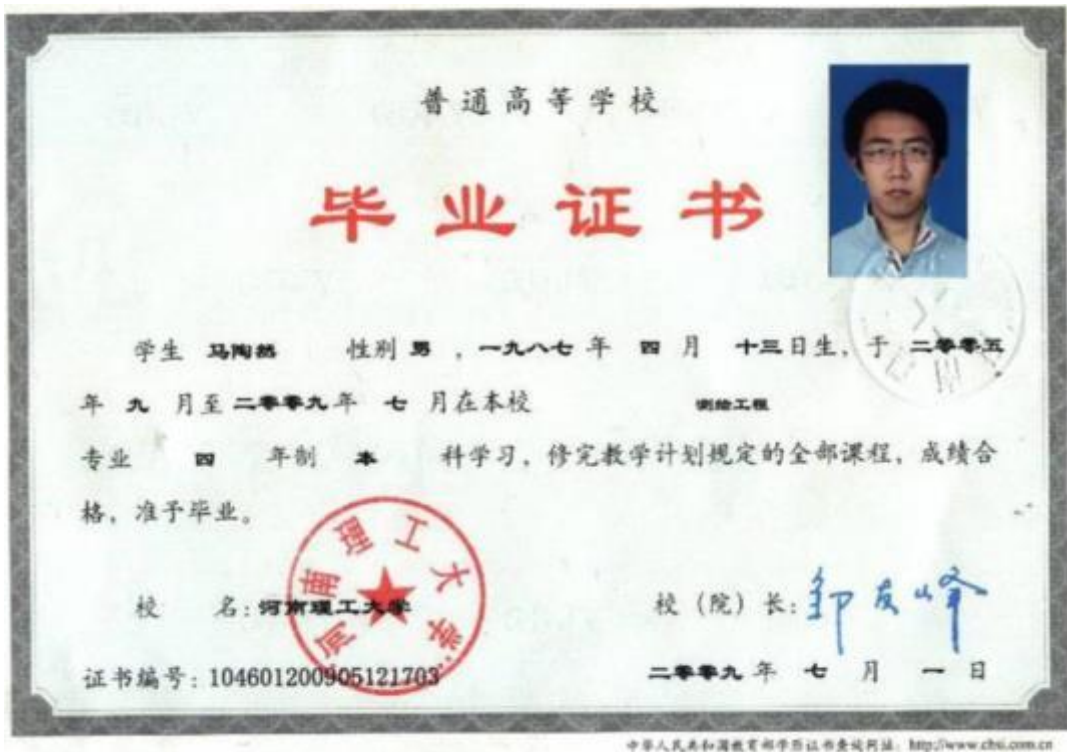 普通高等学校
毕业证书
学生 马陶然 性别 男 ，一九八七 年 四 月 十三日生，于 二零零五
年 九 月至 二零零九年 七 月在本校 测绘工程
专业 四 年制 本 科学习，修完教学计划规定的全部课程，成绩合
格，准予毕业。
河南理工大学
校 名：河南理工大学
校（院）长：邹友峰
证书编号：104601200905121703
二零零九 年 七 月 一 日
中华人民共和国教育部学历证书查询网址：http://www.chsi.com.cn